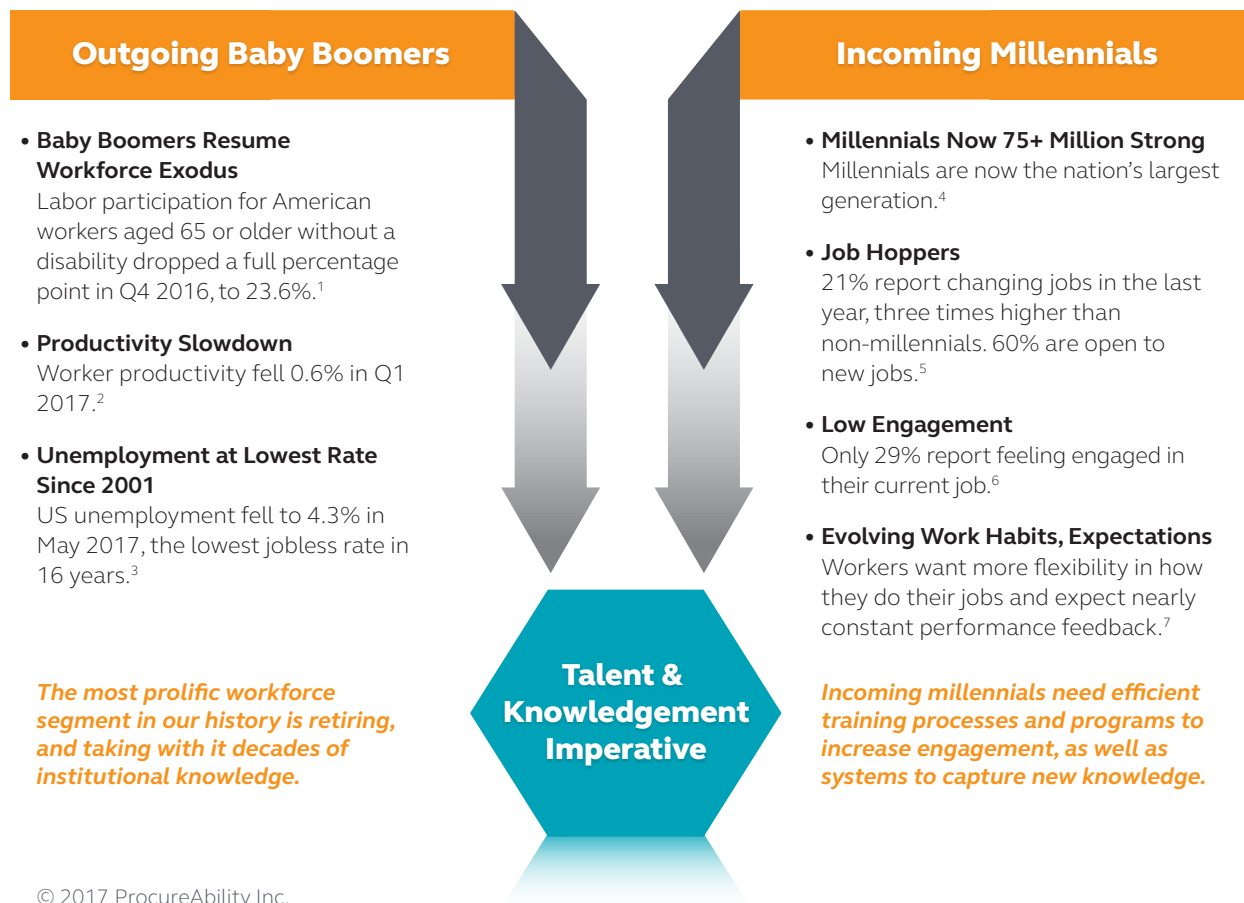 Outgoing Baby Boomers
• Baby Boomers Resume
Workforce Exodus
Labor participation for American
workers aged 65 or older without a
disability dropped a full percentage
point in Q4 2016, to 23.6%.1
• Productivity Slowdown
Worker productivity fell 0.6% in Q1
2017.2
• Unemployment at Lowest Rate
Since 2001
US unemployment fell to 4.3% in
May 2017, the lowest jobless rate in
16 years.3
The most prolific workforce
segment in our history is retiring,
and taking with it decades of
institutional knowledge.
Talent &
Knowledgement
Imperative
Incoming Millennials
• Millennials Now 75+ Million Strong
Millennials are now the nation's largest
generation.4
• Job Hoppers
21% report changing jobs in the last
year, three times higher than
non-millennials. 60% are open to
new jobs.5
• Low Engagement
Only 29% report feeling engaged in
their current job.6
• Evolving Work Habits, Expectations
Workers want more flexibility in how
they do their jobs and expect nearly
constant performance feedback.7
Incoming millennials need efficient
training processes and programs to
increase engagement, as well as
systems to capture new knowledge.
© 2017 ProcureAbility Inc.